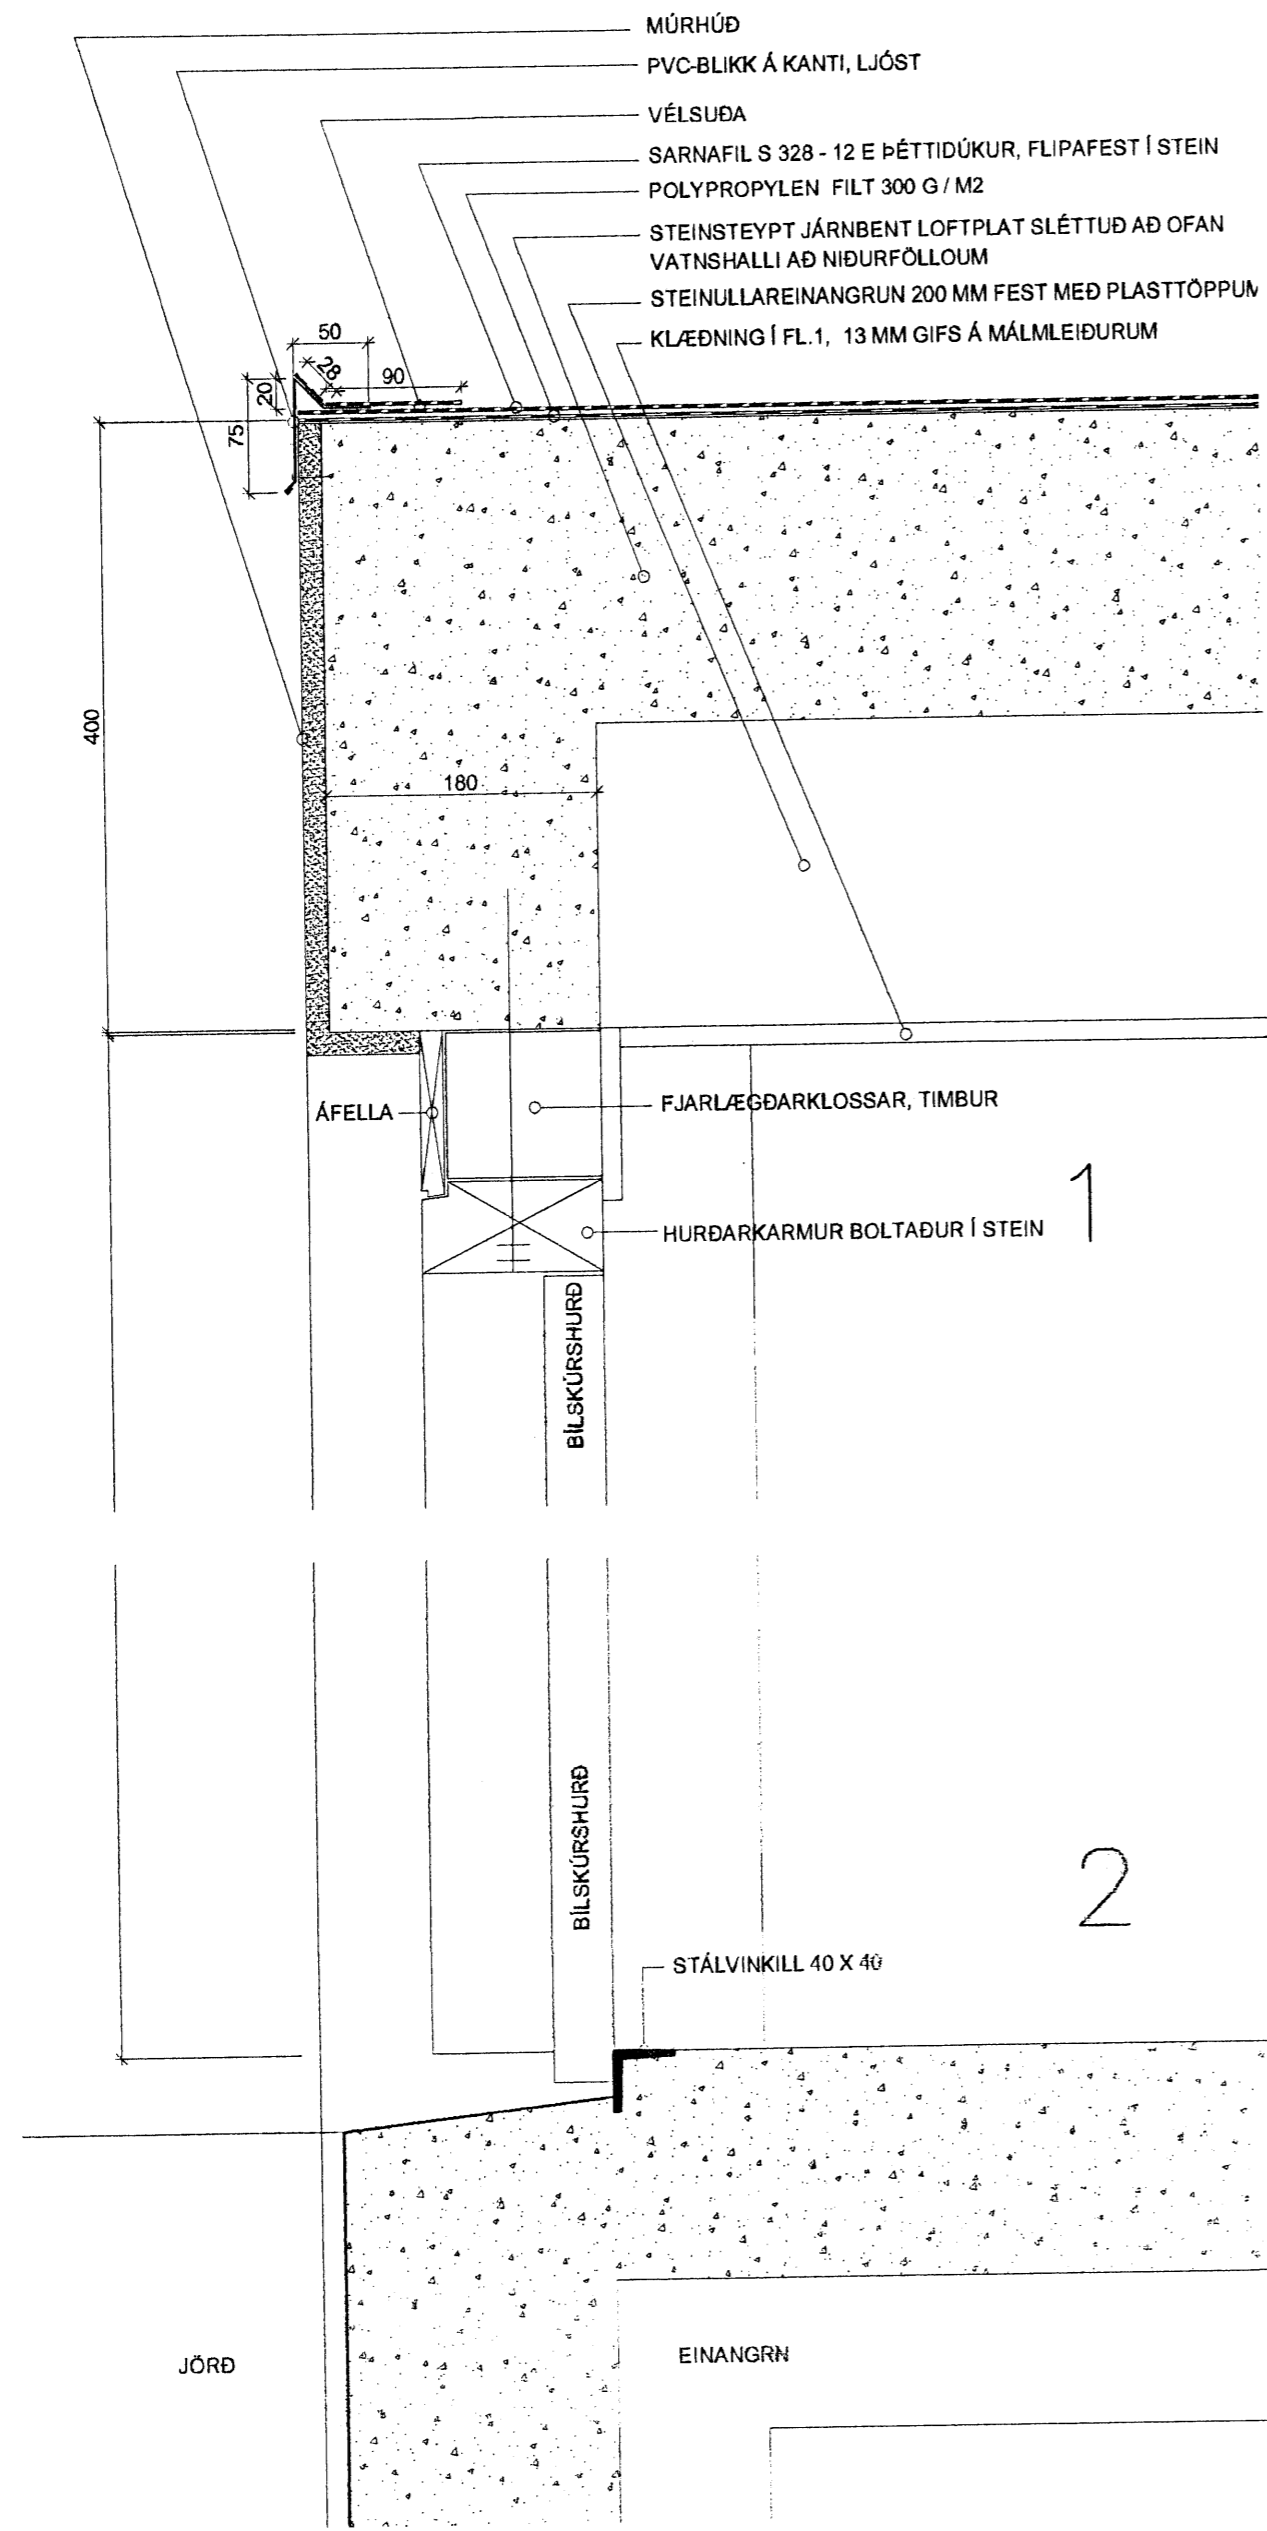 MÚRHÚÐ
PVC-BLIKK Á KANTI, LJÓST
VÉLSUÐA
SARNAFIL S 328 - 12 E ÞÉTTIDÚKUR, FLIPAFEST Í STEIN
POLYPROPYLEN FILT 300 G / M2
STEINSTEYPT JÁRNBENT LOFTPLAT SLÉTTUÐ AÐ OFAN
VATNSHALLI AÐ NIÐURFÖLLOUM
STEINULLAREINANGRUN 200 MM FEST MEÐ PLASTTÖPPUM
KLÆÐNING Í FL.1, 13 MM GIFS Á MÁLMLEIÐURUM
50
28
90
20
75
400
180
ÁFELLA
FJARLÆGÐARKLOSSAR, TIMBUR
1
HURÐARKARMUR BOLTAÐUR Í STEIN
BÍLSKÚRSHURÐ
BÍLSKÚRSHURÐ
2
STÁLVINKILL 40 X 40
JÖRÐ
EINANGRN